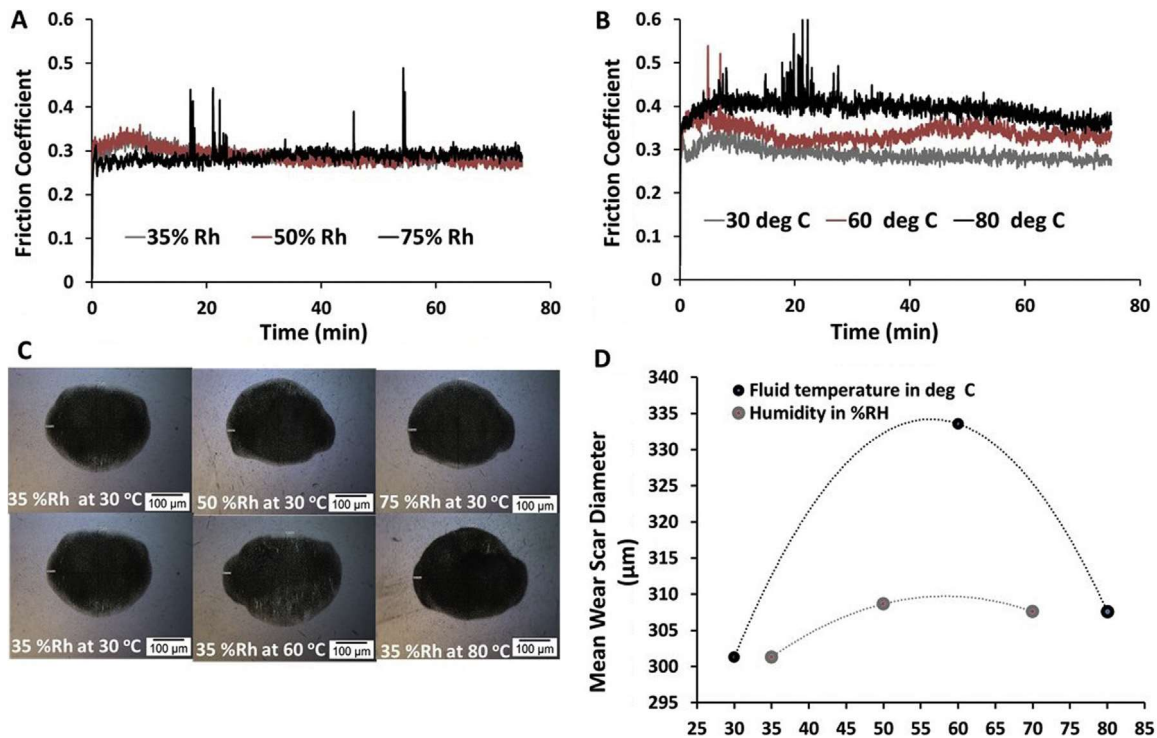 A
0.6
0.5
0.4
0.3
0.2
0.1
0
Friction Coefficient
35% Rh 50% Rh 75% Rh
0 20 40 60 80
Time (min)
B
0.6
0.5
0.4
0.3
0.2
0.1
0
Friction Coefficient
30 deg C 60 deg C 80 deg C
0 20 40 60 80
Time (min)
C
35 %Rh at 30 °C 100 µm
50 %Rh at 30 °C 100 µm
75 %Rh at 30 °C 100 µm
35 %Rh at 30 °C 100 µm
35 %Rh at 60 °C 100 µm
35 %Rh at 80 °C 100 µm
D
340
335
330
325
320
315
310
305
300
295
Mean Wear Scar Diameter
(µm)
Fluid temperature in deg C
Humidity in %RH
25 30 35 40 45 50 55 60 65 70 75 80 85